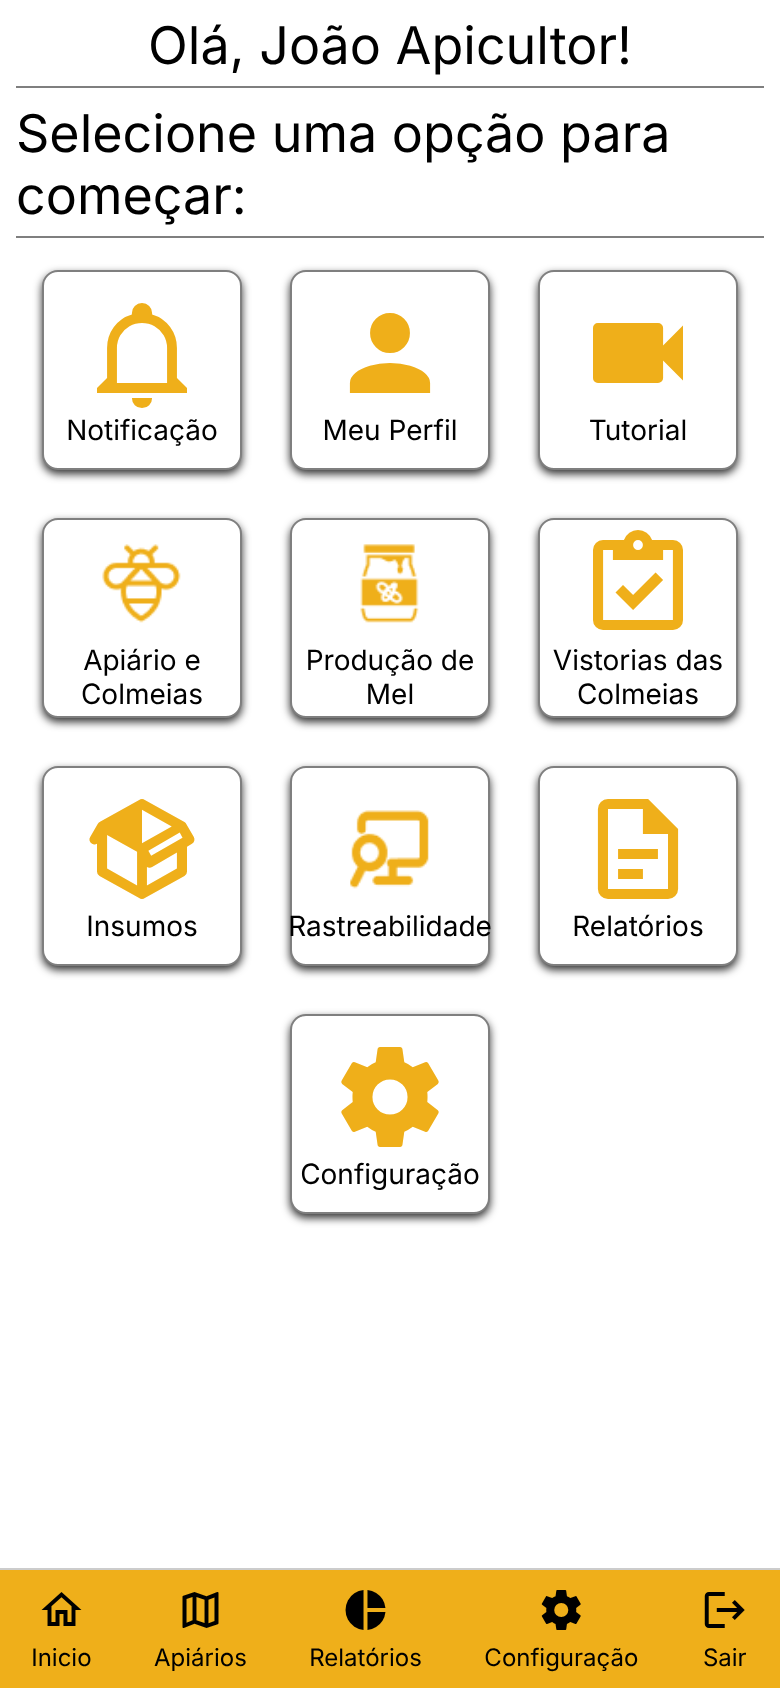 Olá, João Apicultor!
Selecione uma opção para
começar:
Notificação
Meu Perfil
Tutorial
Apiário e
Colmeias
Produção de
Mel
Vistorias das
Colmeias
Insumos
Rastreabilidade
Relatórios
Configuração
Inicio
Apiários
Relatórios
Configuração
Sair